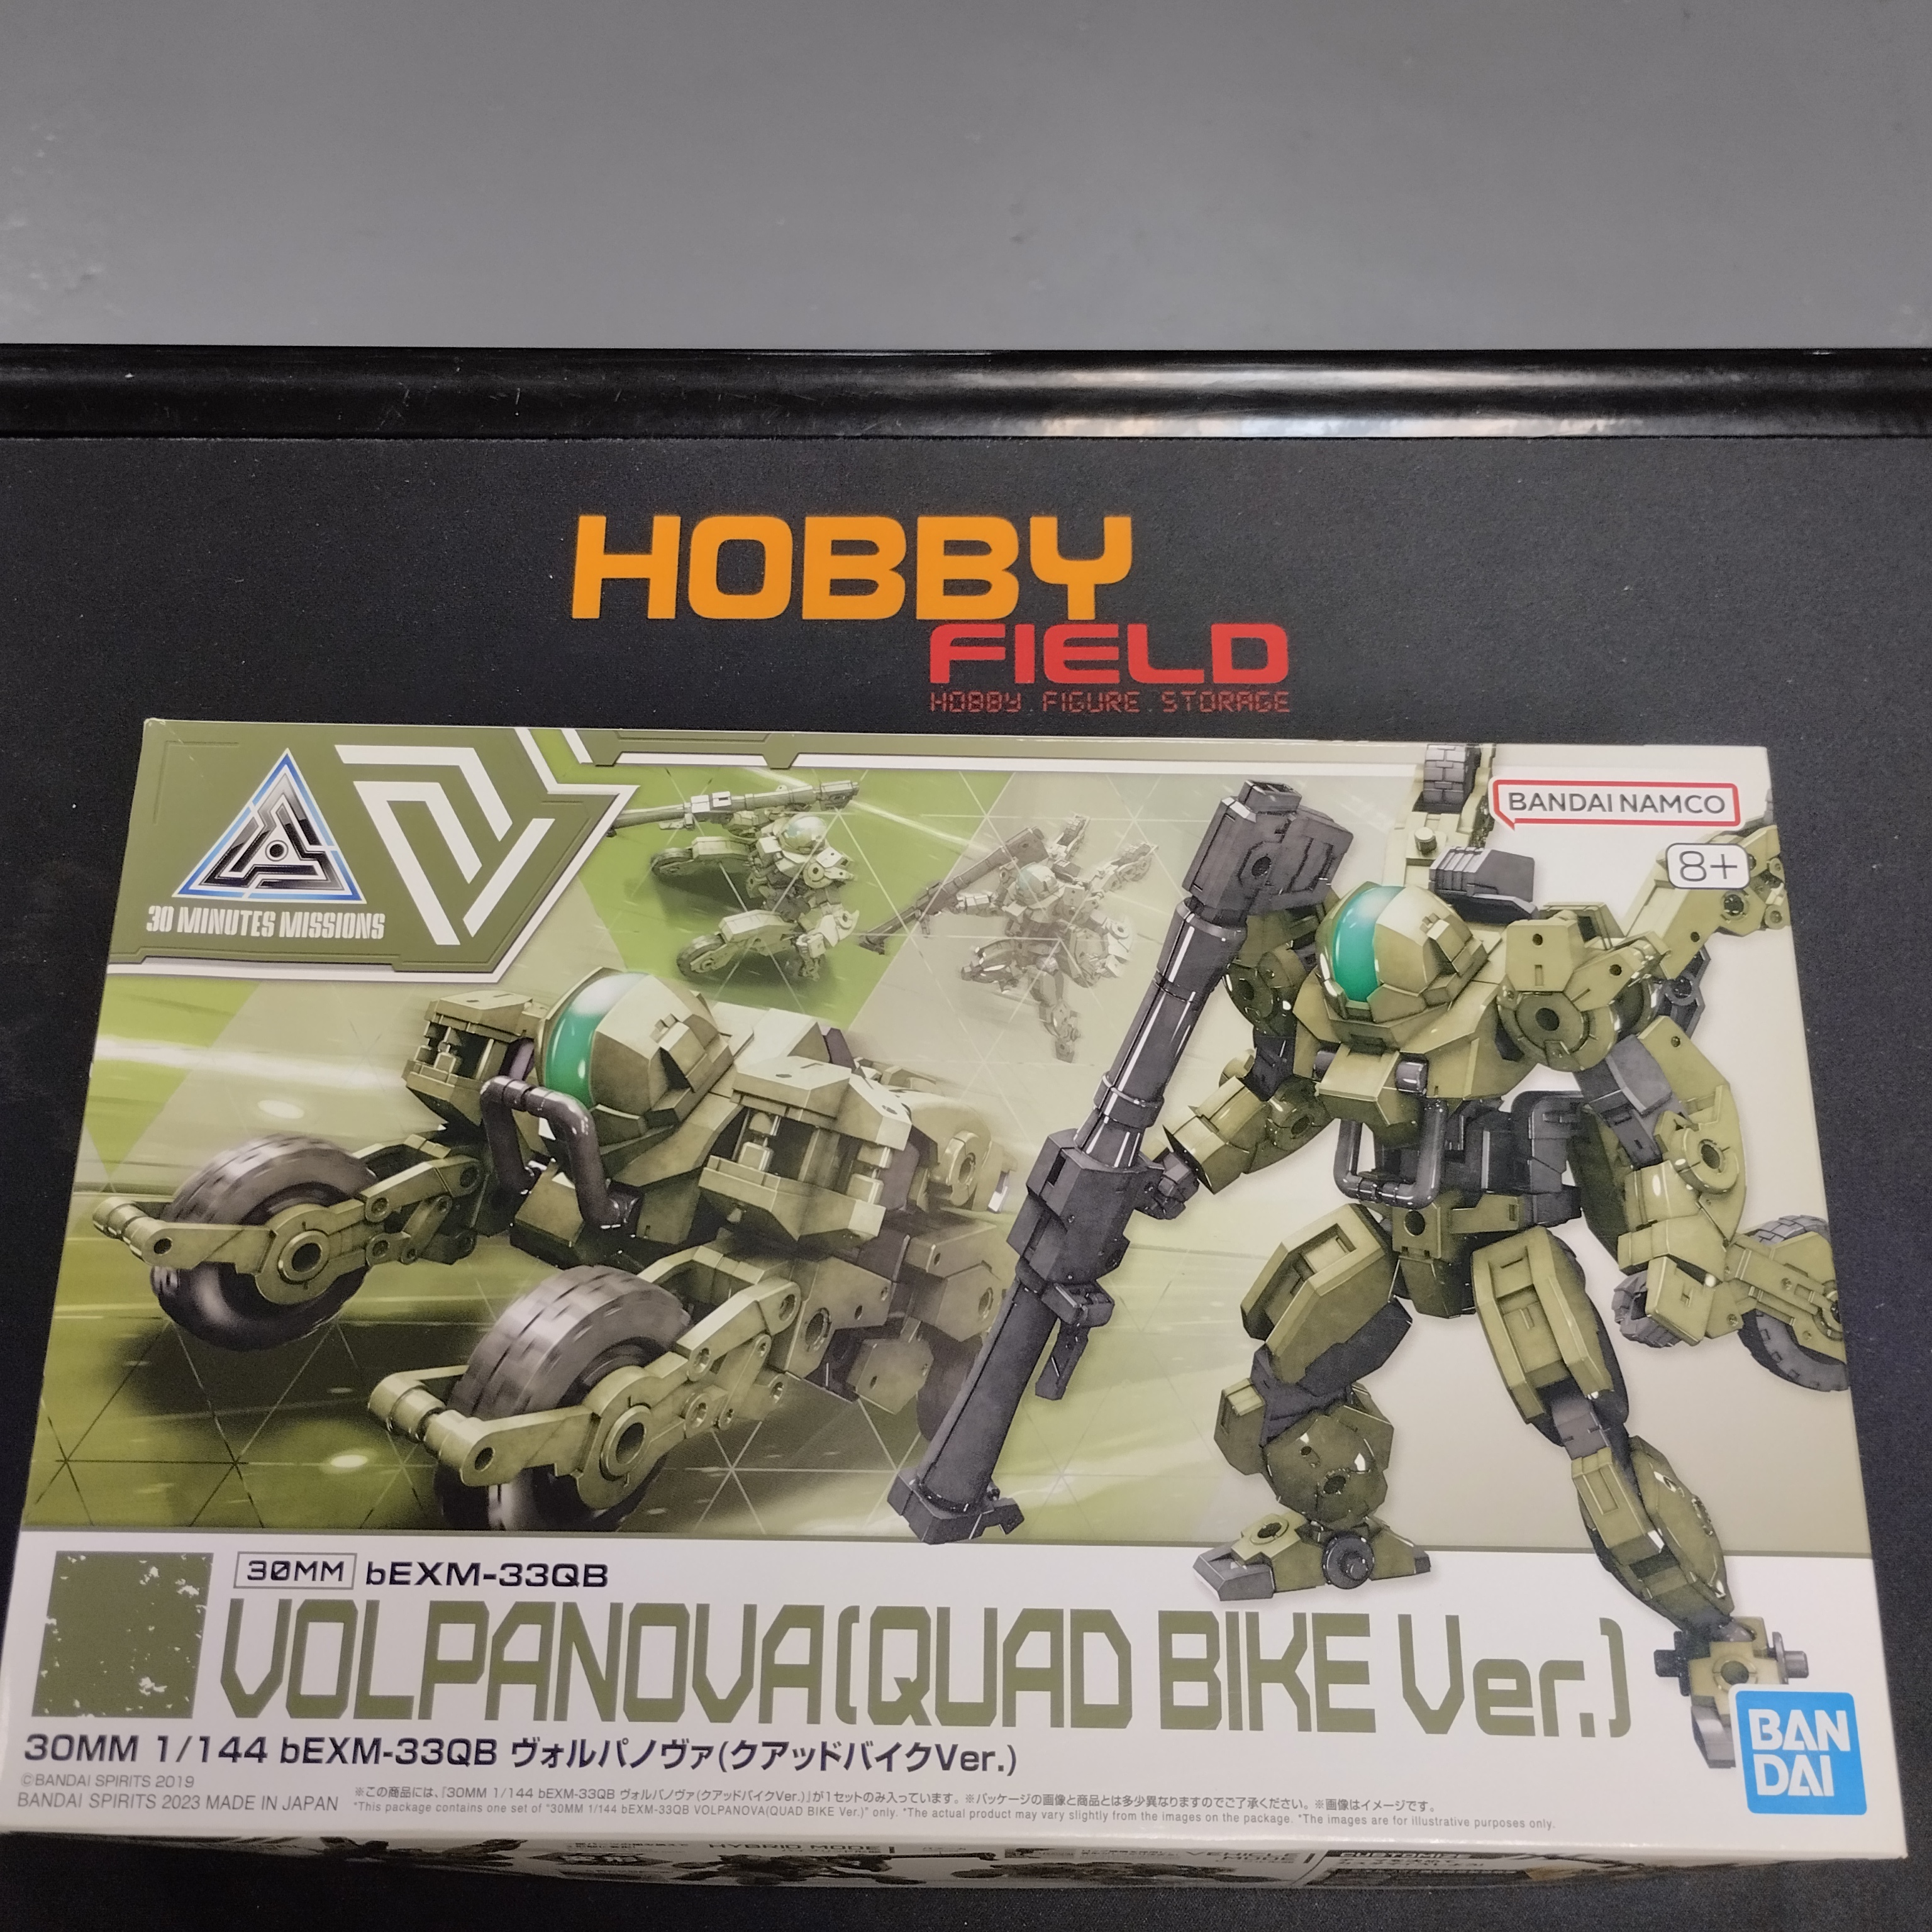 HOBBY
FIELD
HOBBY . FIGURE . STORAGE
30 MINUTES MISSIONS
BANDAI NAMCO
8+
30MM bEXM-33QB
VOLPANOVA(QUAD BIKE Ver.)
30MM 1/144 bEXM-33QB ヴォルパノヴァ(クアッドバイクVer.)
©BANDAI SPIRITS 2019
BANDAI SPIRITS 2023 MADE IN JAPAN
※この商品には、『30MM 1/144 bEXM-33QB ヴォルパノヴァ(クアッドバイクVer.)』が1セットのみ入っています。※パッケージの画像と商品とは多少異なりますのでご了承ください。※画像はイメージです。
*This package contains one set of "30MM 1/144 bEXM-33QB VOLPANOVA(QUAD BIKE Ver.)" only. *The actual product may vary slightly from the images on the package. *The images are for illustrative purposes only.
BAN
DAI
HYBRID MODE
VEHICLE
CUSTOMIZE